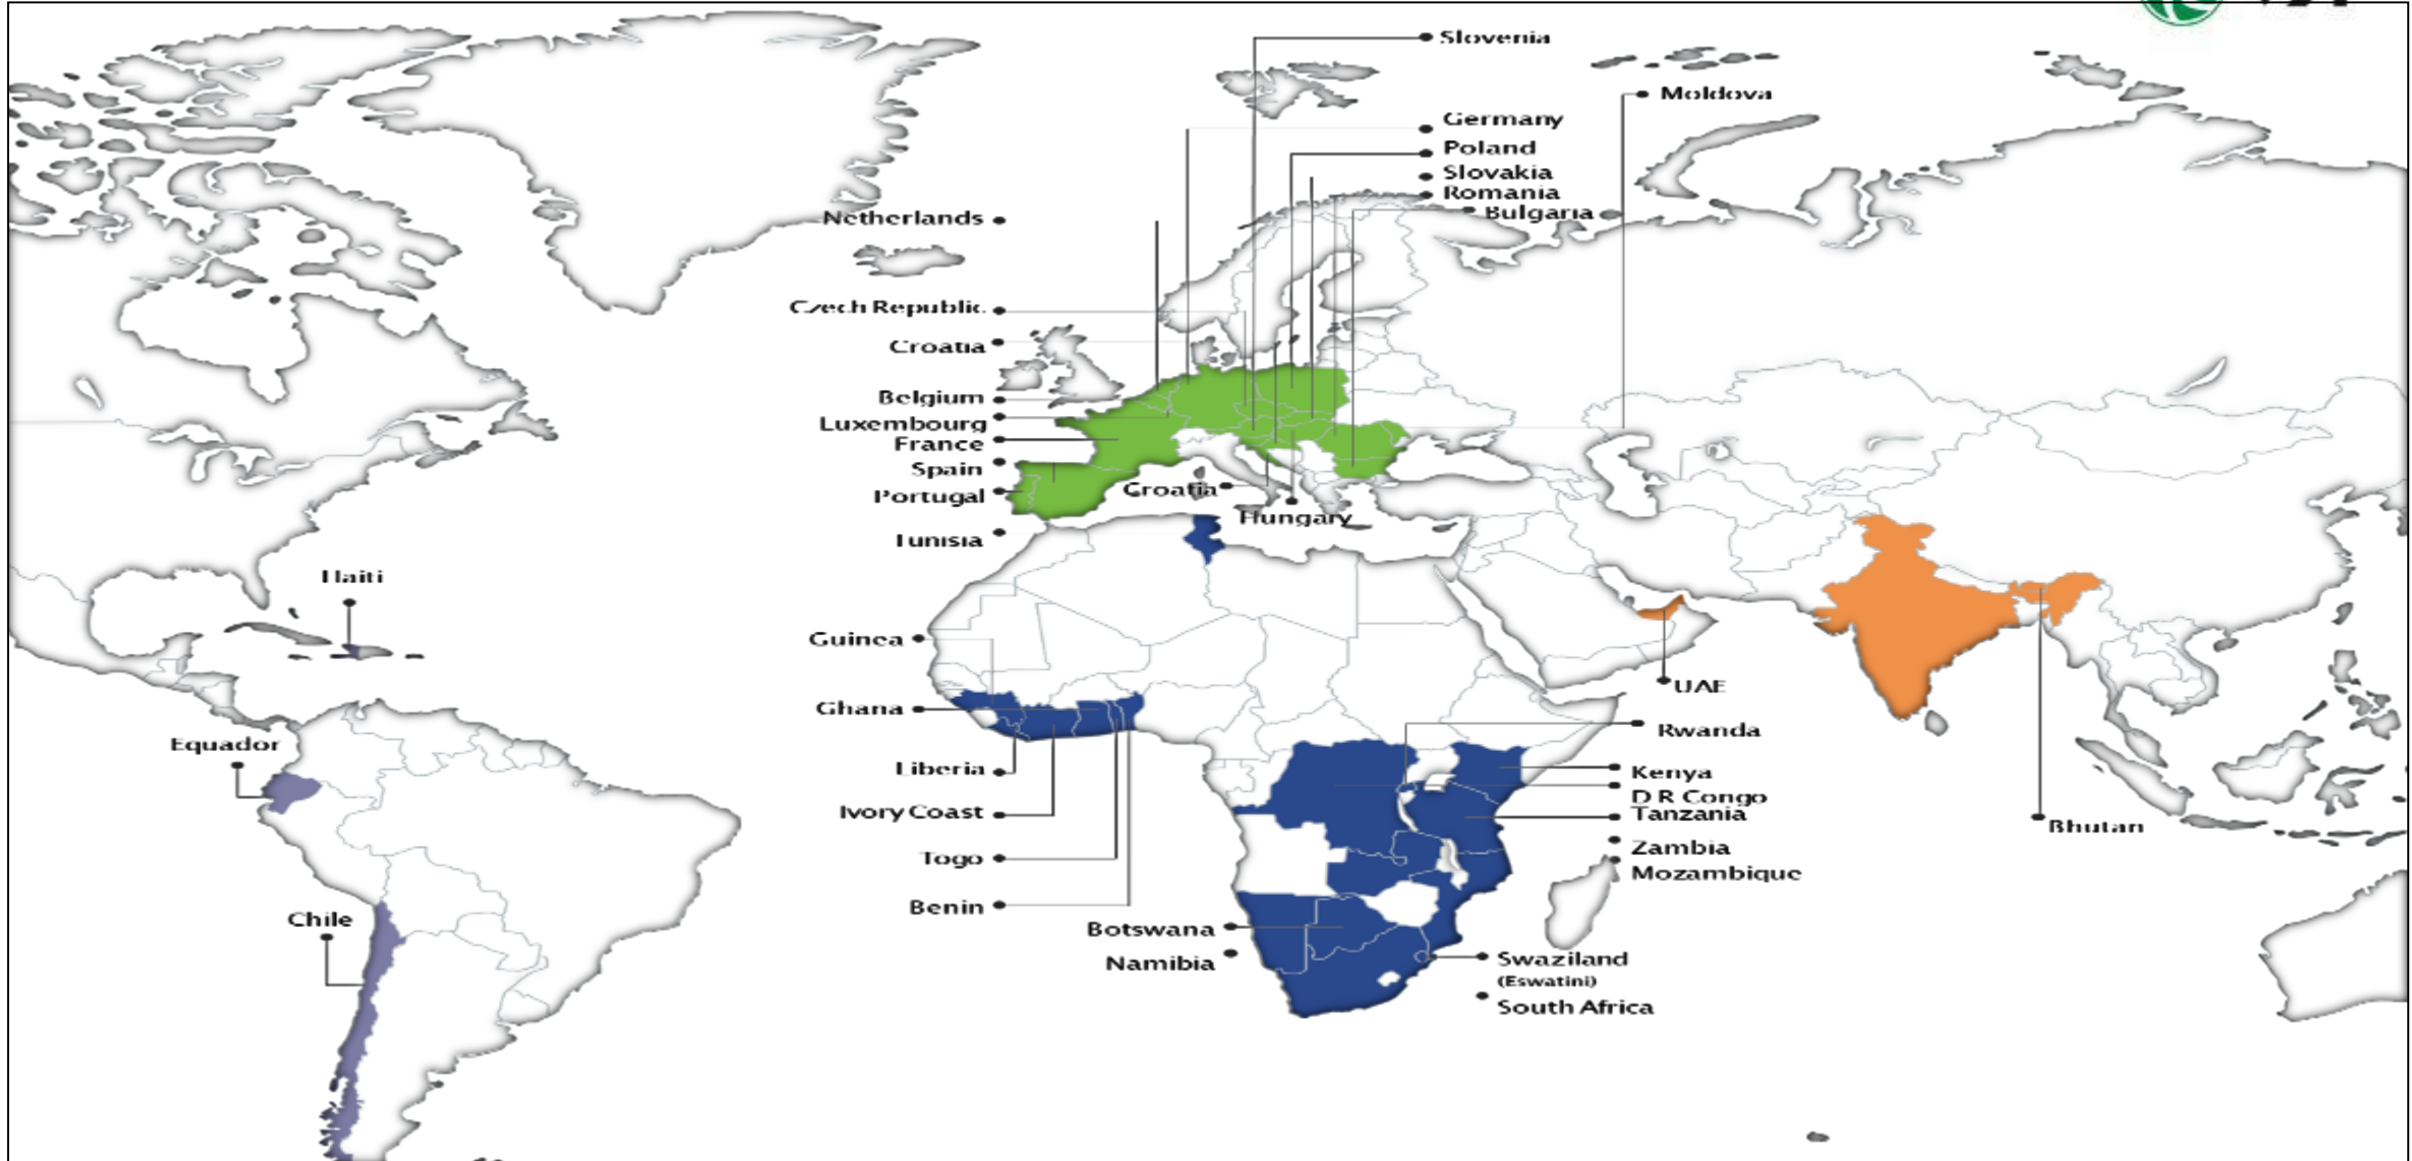 Slovenia
Moldova
Germany
Poland
Slovakia
Romania
Bulgaria
Netherlands
Czech Republic
Croatia
Belgium
Luxembourg
France
Spain
Portugal
Croatia
Hungary
Tunisia
Haiti
Guinea
UAE
Ghana
Rwanda
Equador
Liberia
Kenya
D R Congo
Ivory Coast
Tanzania
Bhutan
Togo
Zambia
Mozambique
Benin
Chile
Botswana
Namibia
Swaziland
(Eswatini)
South Africa